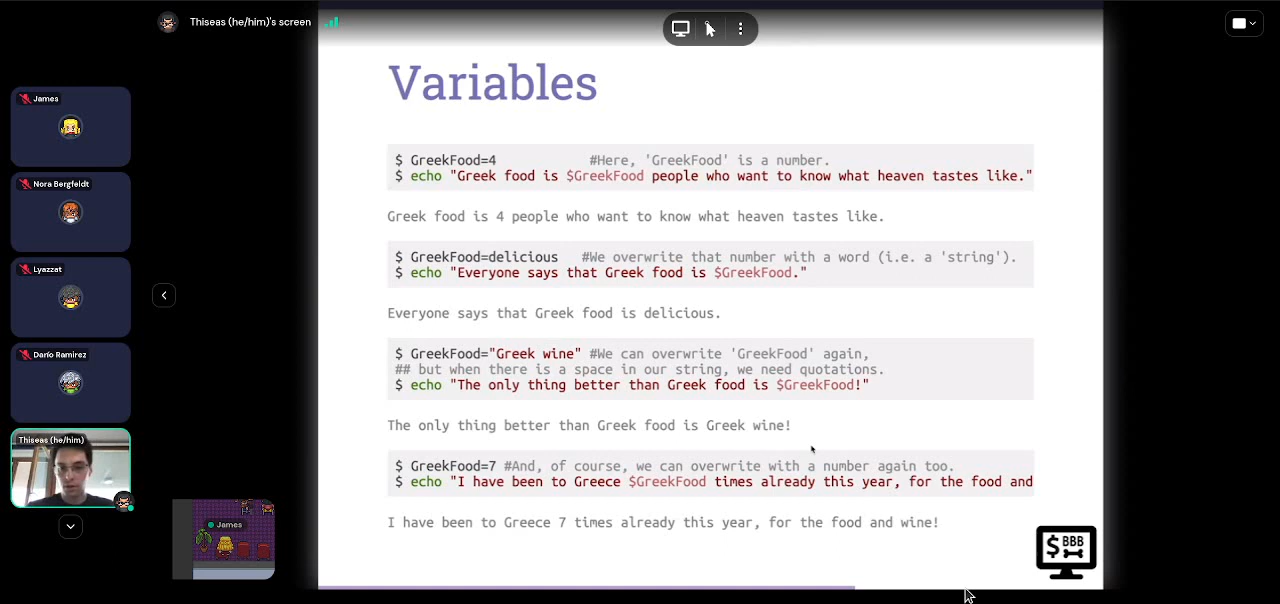 Thiseas (he/him)'s screen
James
Nora Bergfeldt
Lyazzat
Darío Ramirez
Thiseas (he/him)
James
Variables
$ GreekFood=4 #Here, 'GreekFood' is a number.
$ echo "Greek food is $GreekFood people who want to know what heaven tastes like."
Greek food is 4 people who want to know what heaven tastes like.
$ GreekFood=delicious #We overwrite that number with a word (i.e. a 'string').
$ echo "Everyone says that Greek food is $GreekFood."
Everyone says that Greek food is delicious.
$ GreekFood="Greek wine" #We can overwrite 'GreekFood' again,
## but when there is a space in our string, we need quotations.
$ echo "The only thing better than Greek food is $GreekFood!"
The only thing better than Greek food is Greek wine!
$ GreekFood=7 #And, of course, we can overwrite with a number again too.
$ echo "I have been to Greece $GreekFood times already this year, for the food and
I have been to Greece 7 times already this year, for the food and wine!
$ BBB